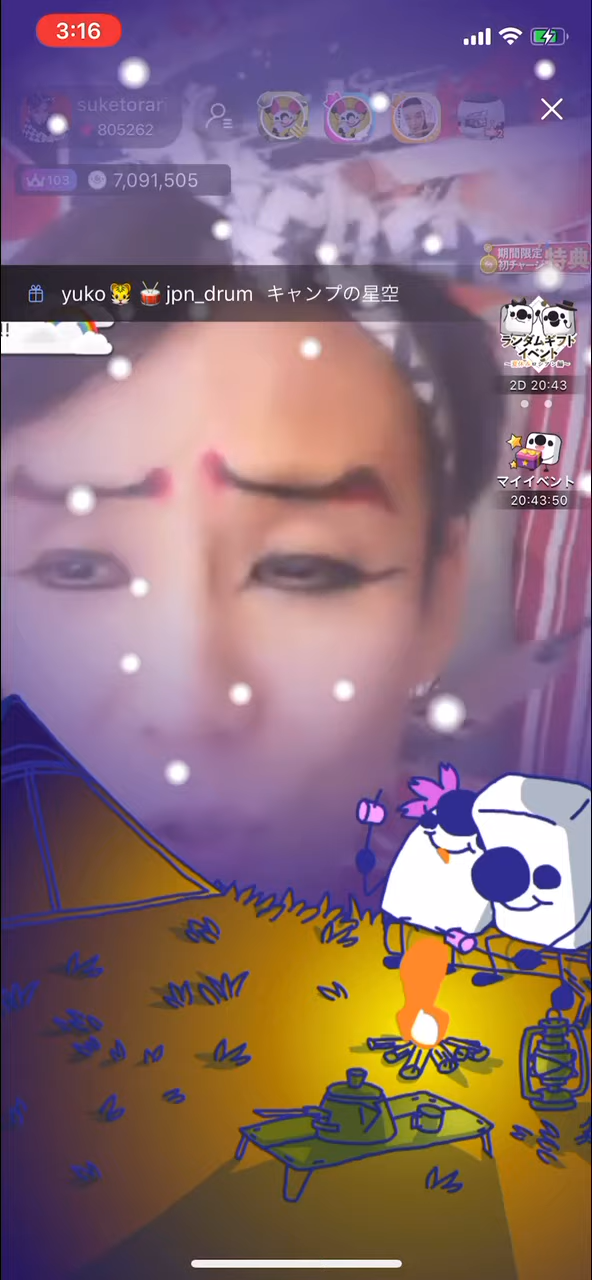 3:16
suketorar
805262
103
7,091,505
期間限定
初チャージ
特典
yuko🐯🥁jpn_drum キャンプの星空
!!
ランダムギフト
イベント
2D 20:43
マイイベント
20:43:50